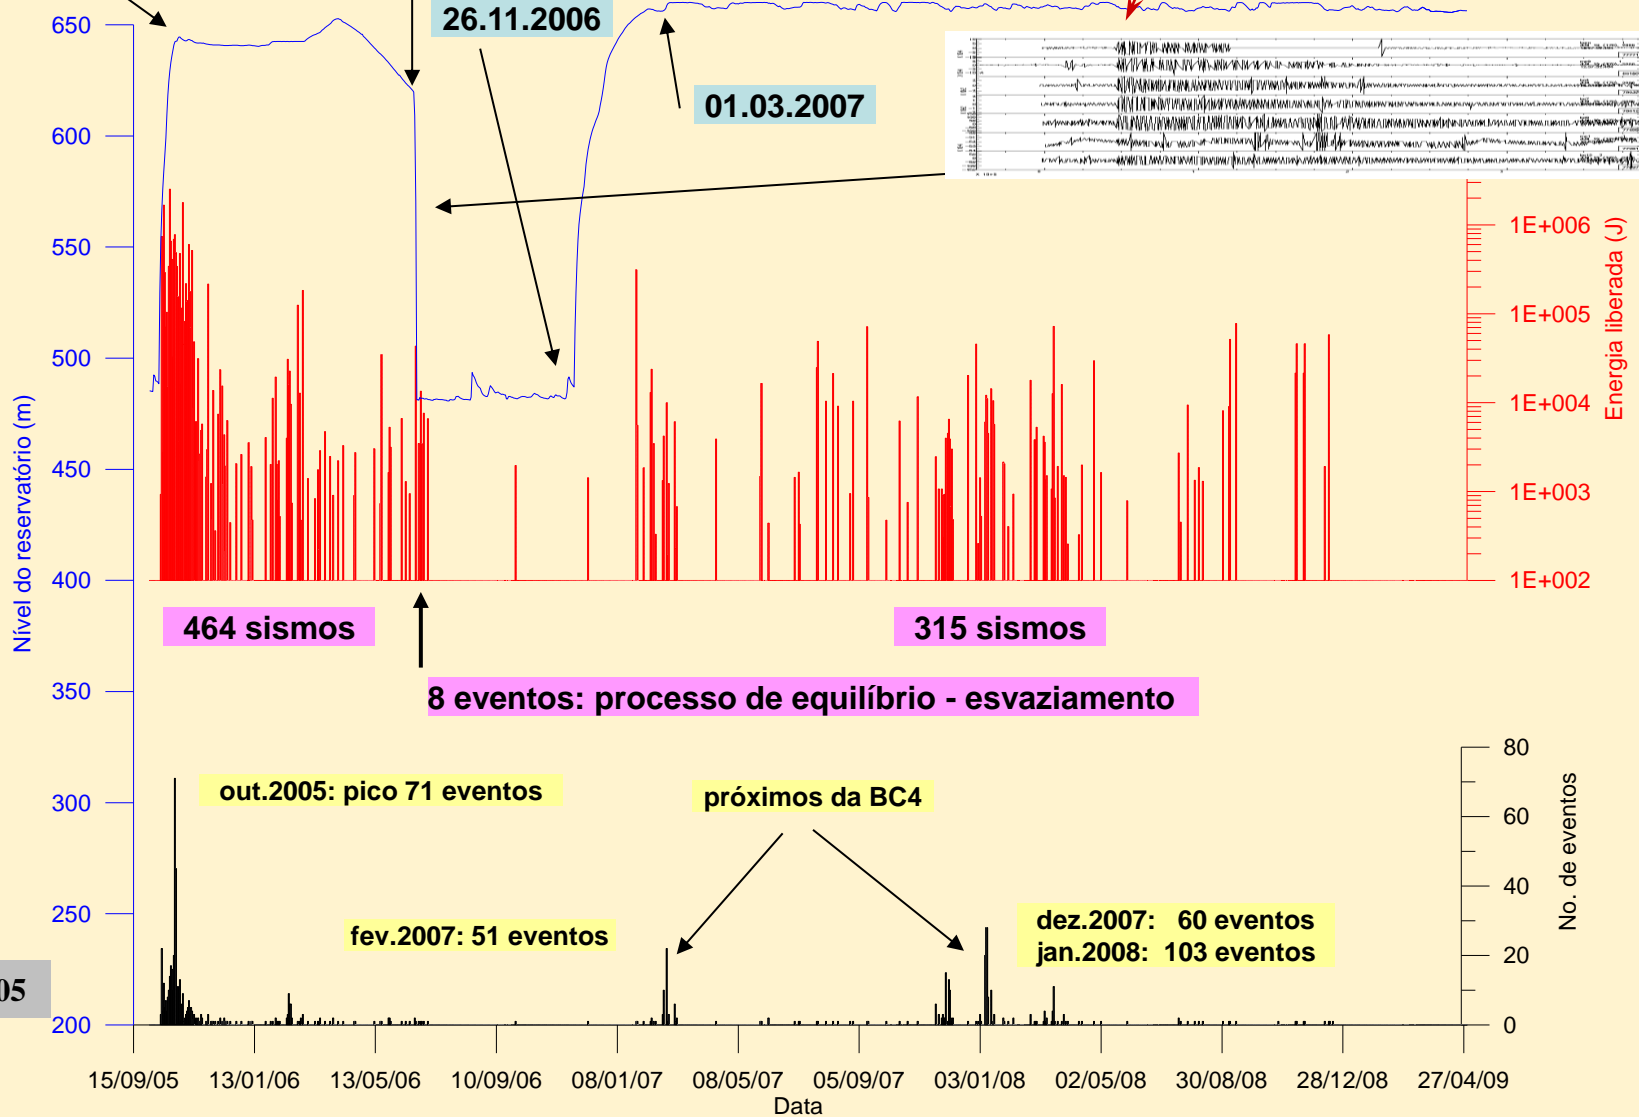 650
600
550
500
450
400
350
300
250
200
Nível do reservatório (m)
26.11.2006
01.03.2007
1E+006
1E+005
1E+004
1E+003
1E+002
Energia liberada (J)
464 sismos
315 sismos
8 eventos: processo de equilíbrio - esvaziamento
out.2005: pico 71 eventos
próximos da BC4
fev.2007: 51 eventos
dez.2007: 60 eventos
jan.2008: 103 eventos
80
60
40
20
0
No. de eventos
05
15/09/05
13/01/06
13/05/06
10/09/06
08/01/07
08/05/07
05/09/07
03/01/08
02/05/08
30/08/08
28/12/08
27/04/09
Data